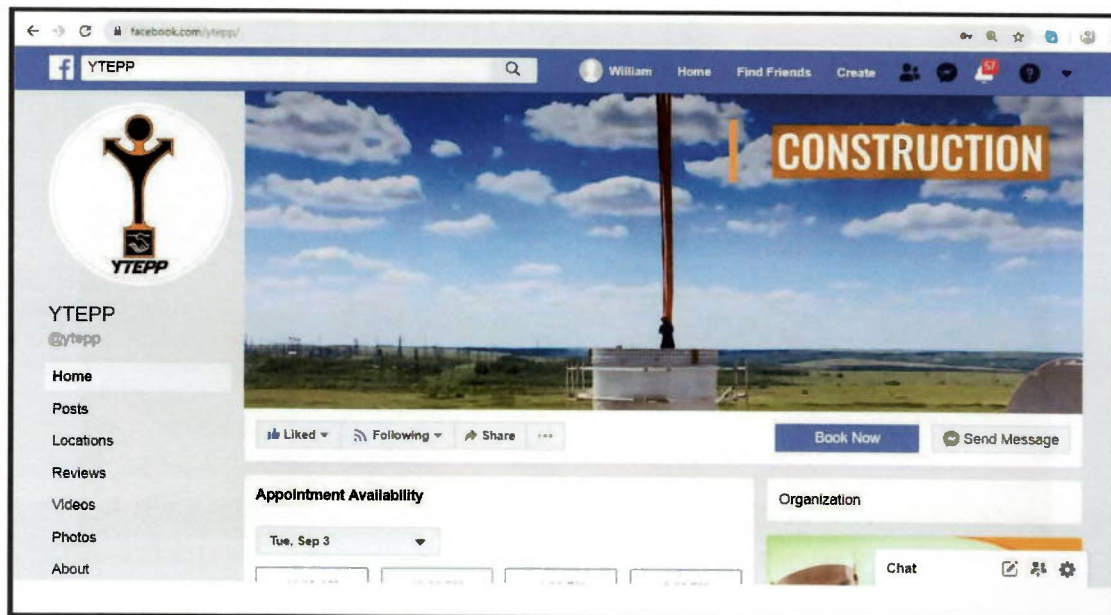 facebook.com/ytepp/
YTEPP
William Home Find Friends Create 57
CONSTRUCTION
YTEPP
YTEPP
@ytepp
Home
Posts
Locations
Reviews
Videos
Photos
About
Liked Following Share
Book Now Send Message
Appointment Availability
Tue, Sep 3
Organization
Chat